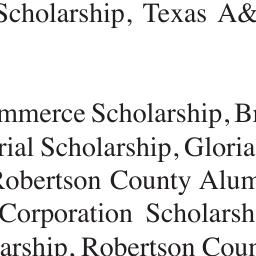 Scholarship, Texas A&
mmerce Scholarship, Br
rial Scholarship, Gloria
Robertson County Alum
Corporation Scholarsh
arship, Robertson Coun